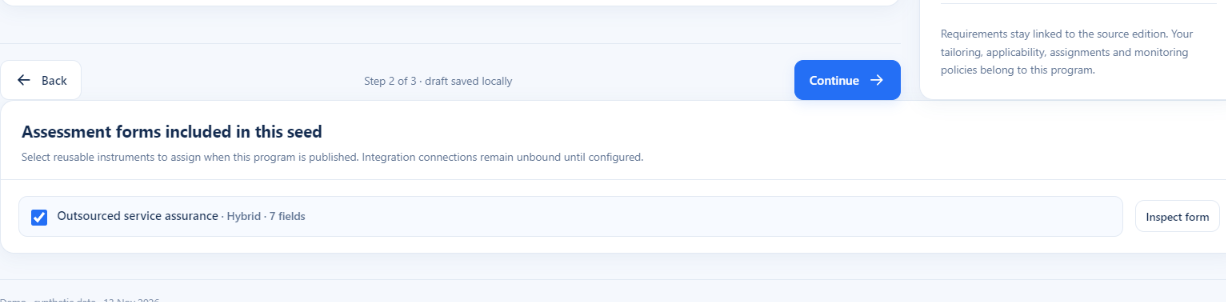 Requirements stay linked to the source edition. Your
tailoring, applicability, assignments and monitoring
policies belong to this program.
Back
Step 2 of 3 · draft saved locally
Continue
Assessment forms included in this seed
Select reusable instruments to assign when this program is published. Integration connections remain unbound until configured.
Outsourced service assurance · Hybrid · 7 fields
Inspect form